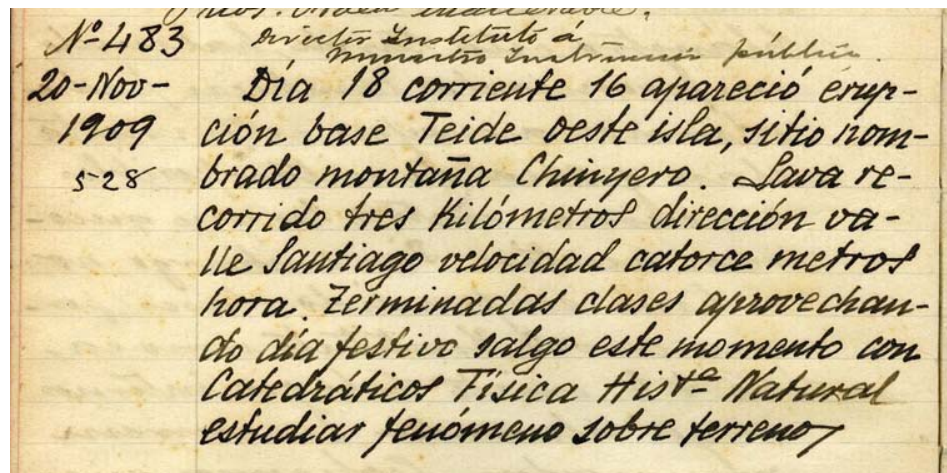 Nº 483
20-Nov-
1909
528
Director Instituto á
Ministro Instrucción pública.
Día 18 corriente 16 apareció erup-
ción base Teide oeste isla, sitio nom-
brado montaña Chinyero. Lava re-
corrido tres Kilómetros dirección va-
lle Santiago velocidad catorce metros
hora. Terminadas clases aprovechan-
do día festivo salgo este momento con
Catedráticos Física Histª Natural
estudiar fenómeno sobre terreno